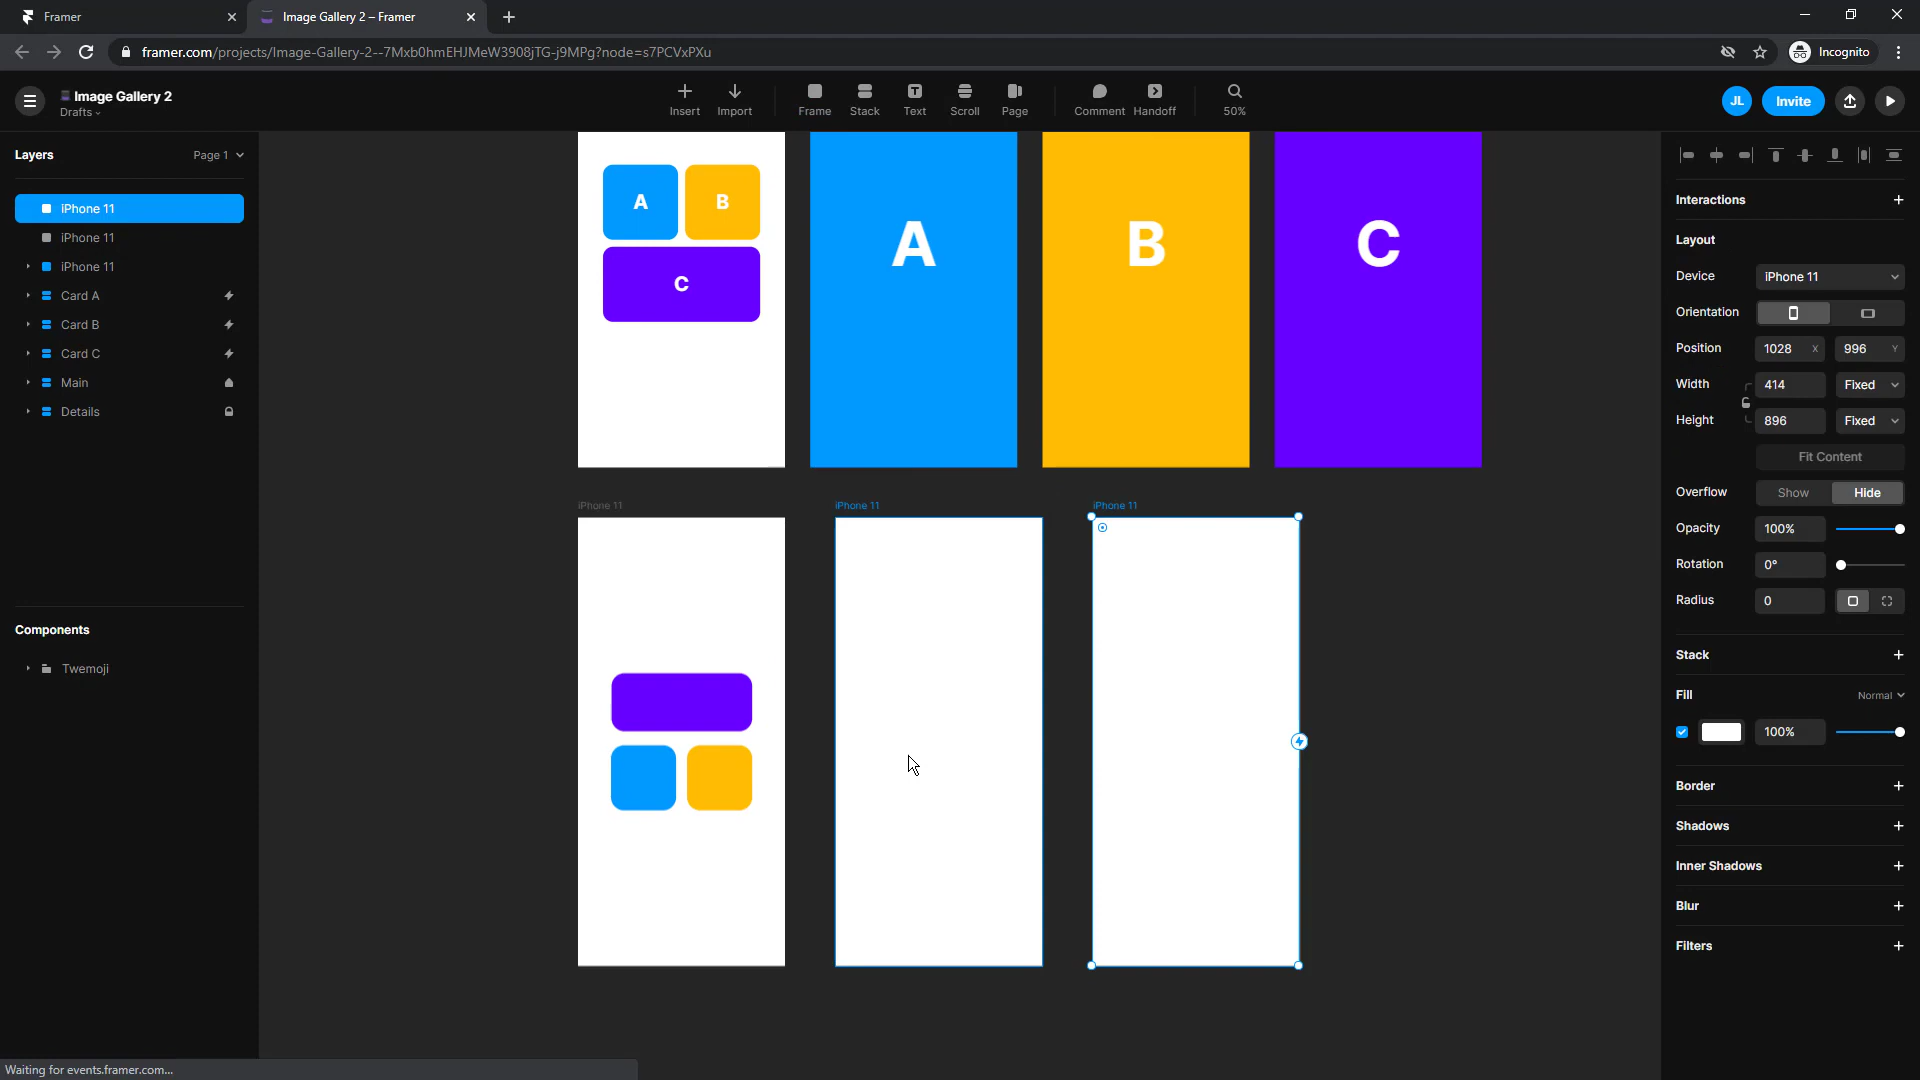 Framer
Image Gallery 2 – Framer
framer.com/projects/Image-Gallery-2--7Mxb0hmEHJMeW3908jTG-j9MPg?node=s7PCVxPXu
Incognito
Image Gallery 2
Drafts
Insert
Import
Frame
Stack
Text
Scroll
Page
Comment
Handoff
50%
JL
Invite
Layers
Page 1
iPhone 11
iPhone 11
iPhone 11
Card A
Card B
Card C
Main
Details
Components
Twemoji
A
B
C
A
B
C
iPhone 11
iPhone 11
iPhone 11
Interactions
Layout
Device
iPhone 11
Orientation
Position
1028 X
996 Y
Width
414
Fixed
Height
896
Fixed
Fit Content
Overflow
Show
Hide
Opacity
100%
Rotation
0°
Radius
0
Stack
Fill
Normal
100%
Border
Shadows
Inner Shadows
Blur
Filters
Waiting for events.framer.com...